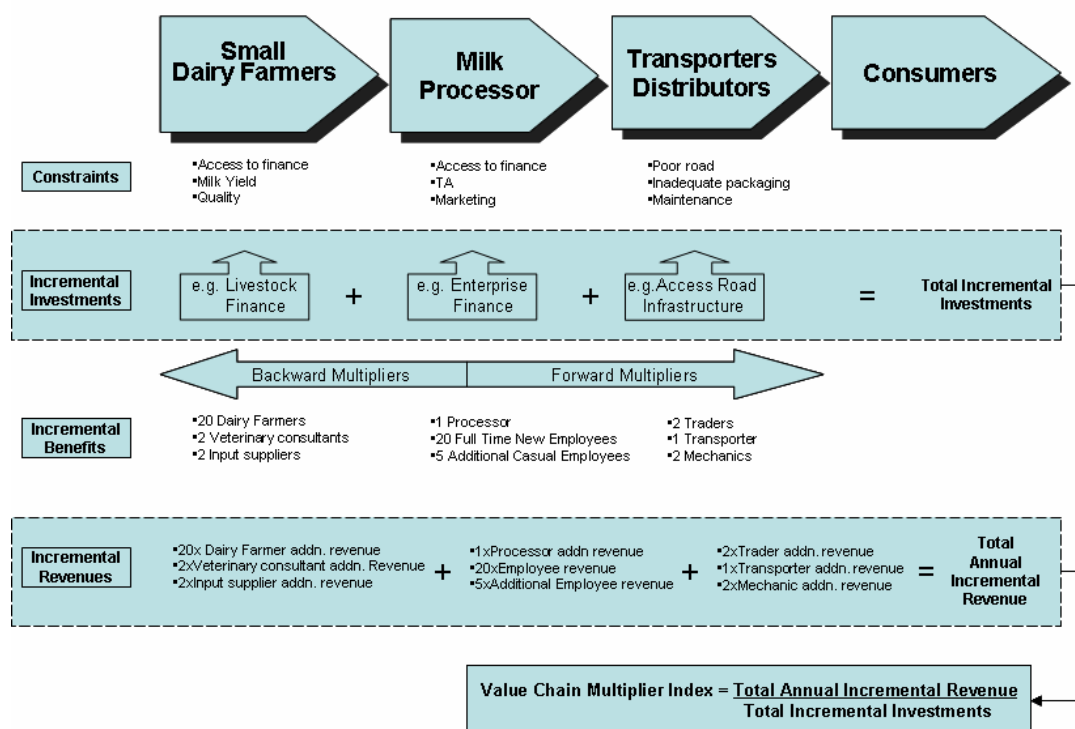 Small
Dairy Farmers
Milk
Processor
Transporters
Distributors
Consumers
Constraints
▪Access to finance
▪Milk Yield
▪Quality
▪Access to finance
▪TA
▪Marketing
▪Poor road
▪Inadequate packaging
▪Maintenance
Incremental
Investments
e.g. Livestock
Finance
+
e.g. Enterprise
Finance
+
e.g.Access Road
Infrastructure
=
Total Incremental
Investments
Backward Multipliers
Forward Multipliers
Incremental
Benefits
▪20 Dairy Farmers
▪2 Veterinary consultants
▪2 Input suppliers
▪1 Processor
▪20 Full Time New Employees
▪5 Additional Casual Employees
▪2 Traders
▪1 Transporter
▪2 Mechanics
Incremental
Revenues
▪20x Dairy Farmer addn. revenue
▪2xVeterinary consultant addn. Revenue
▪2xInput supplier addn. revenue
+
▪1xProcessor addn revenue
▪20xEmployee revenue
▪5xAdditional Employee revenue
+
▪2xTrader addn. revenue
▪1xTransporter addn. revenue
▪2xMechanic addn. revenue
=
Total
Annual
Incremental
Revenue
Value Chain Multiplier Index = Total Annual Incremental Revenue
Total Incremental Investments